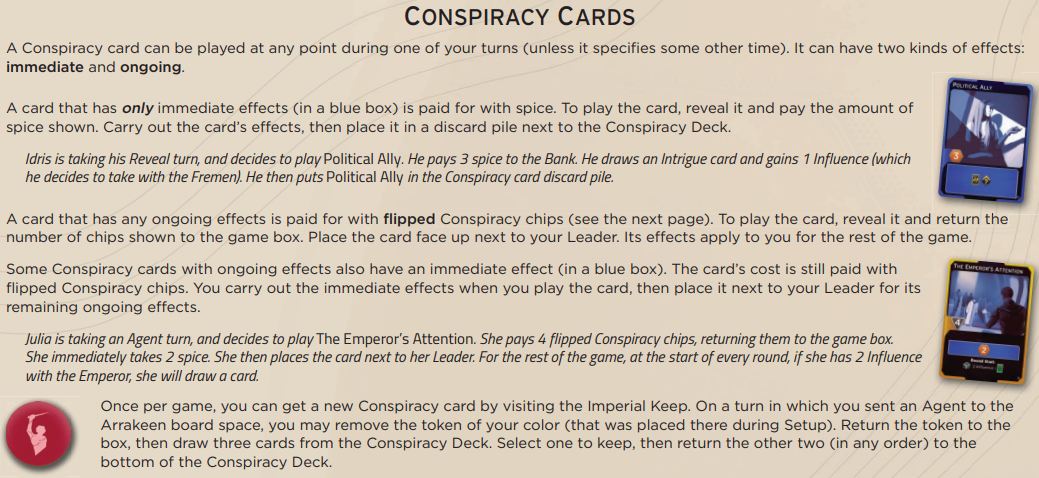 CONSPIRACY CARDS
A Conspiracy card can be played at any point during one of your turns (unless it specifies some other time). It can have two kinds of effects:
immediate and ongoing.
A card that has only immediate effects (in a blue box) is paid for with spice. To play the card, reveal it and pay the amount of
spice shown. Carry out the card's effects, then place it in a discard pile next to the Conspiracy Deck.
POLITICAL ALLY
3
Idris is taking his Reveal turn, and decides to play Political Ally. He pays 3 spice to the Bank. He draws an Intrigue card and gains 1 Influence (which
he decides to take with the Fremen). He then puts Political Ally in the Conspiracy card discard pile.
A card that has any ongoing effects is paid for with flipped Conspiracy chips (see the next page). To play the card, reveal it and return the
number of chips shown to the game box. Place the card face up next to your Leader. Its effects apply to you for the rest of the game.
Some Conspiracy cards with ongoing effects also have an immediate effect (in a blue box). The card's cost is still paid with
flipped Conspiracy chips. You carry out the immediate effects when you play the card, then place it next to your Leader for its
remaining ongoing effects.
THE EMPEROR'S ATTENTION
4
2
Round Start:
2 Influence:
Julia is taking an Agent turn, and decides to play The Emperor's Attention. She pays 4 flipped Conspiracy chips, returning them to the game box.
She immediately takes 2 spice. She then places the card next to her Leader. For the rest of the game, at the start of every round, if she has 2 Influence
with the Emperor, she will draw a card.
Once per game, you can get a new Conspiracy card by visiting the Imperial Keep. On a turn in which you sent an Agent to the
Arrakeen board space, you may remove the token of your color (that was placed there during Setup). Return the token to the
box, then draw three cards from the Conspiracy Deck. Select one to keep, then return the other two (in any order) to the
bottom of the Conspiracy Deck.